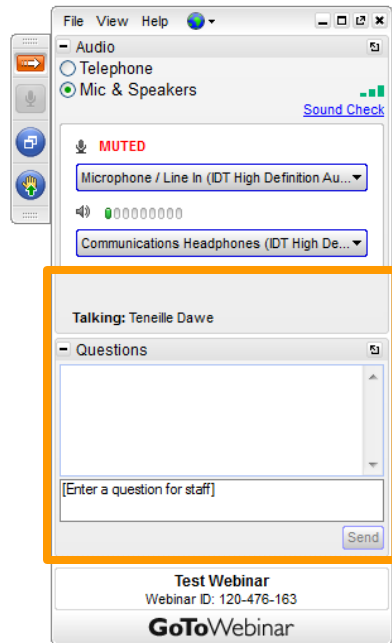 File View Help
Audio
Telephone
Mic & Speakers
Sound Check
MUTED
Microphone / Line In (IDT High Definition Au...
Communications Headphones (IDT High De...
Talking: Teneille Dawe
Questions
[Enter a question for staff]
Send
Test Webinar
Webinar ID: 120-476-163
GoToWebinar